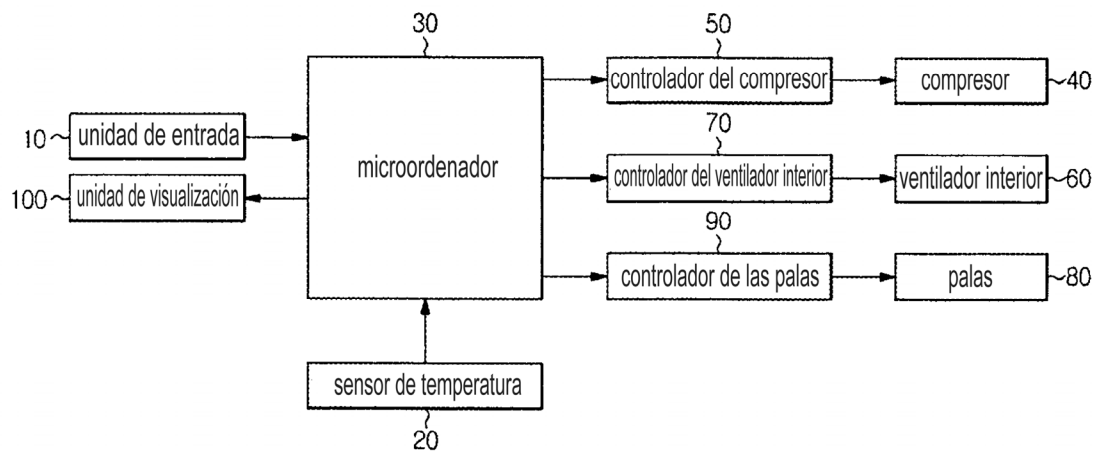 30
50
controlador del compresor
compresor
40
10
unidad de entrada
70
microordenador
controlador del ventilador interior
ventilador interior
60
100
unidad de visualización
90
controlador de las palas
palas
80
sensor de temperatura
20